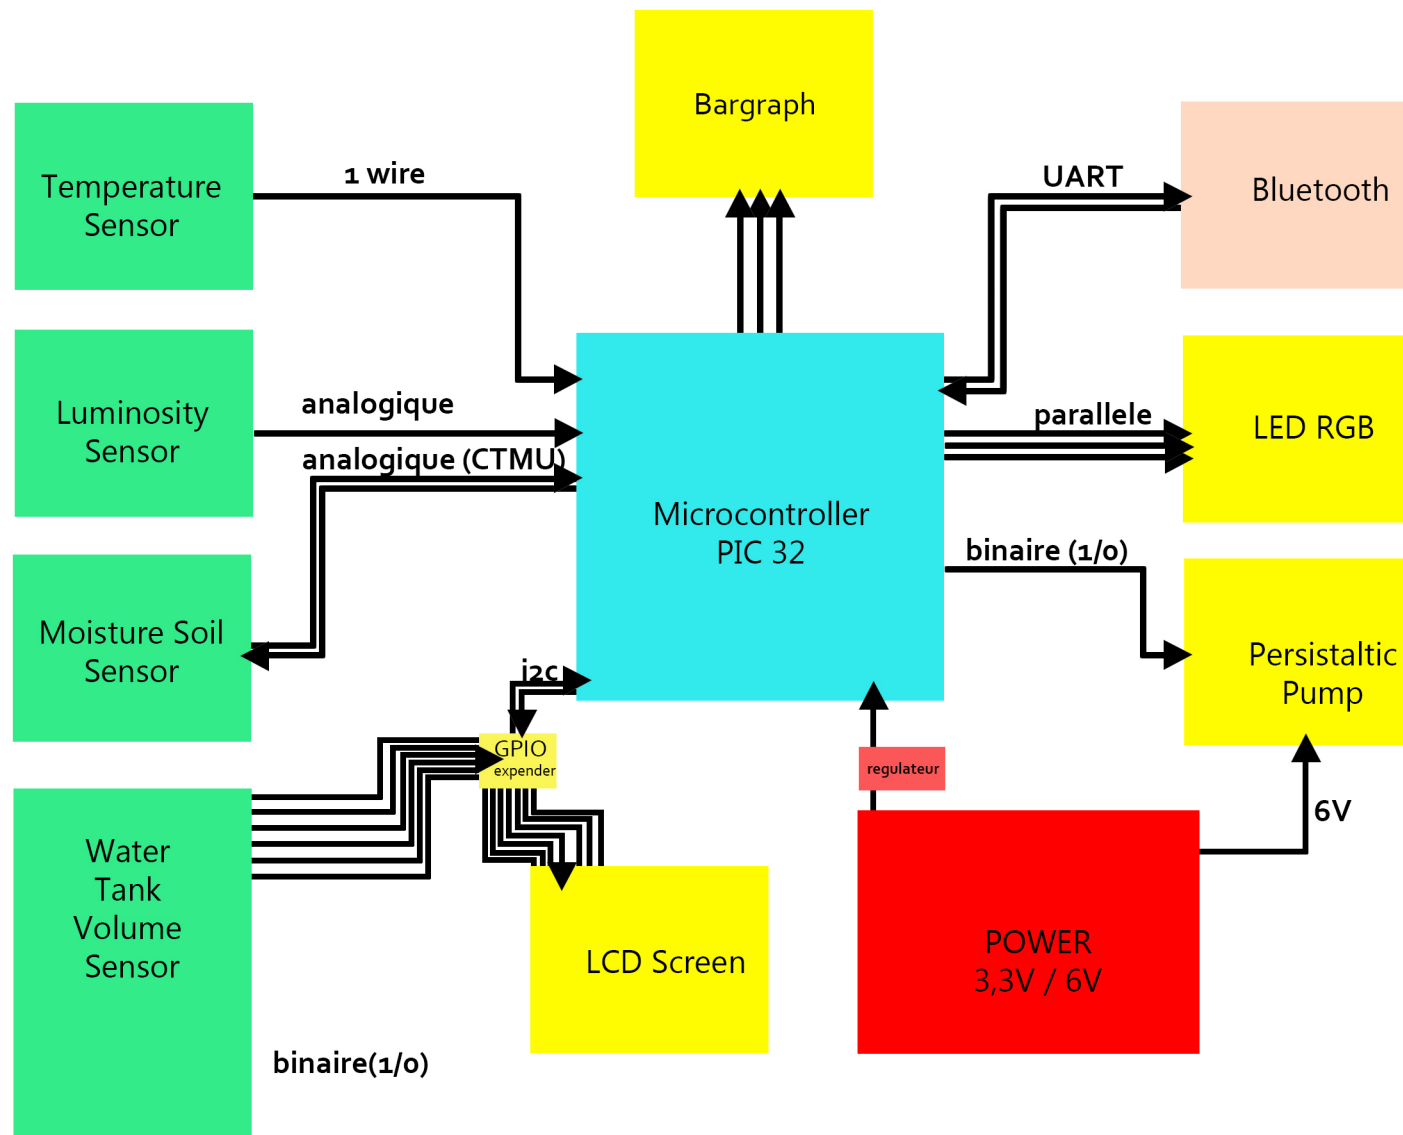 Bargraph
Temperature
Sensor
1 wire
UART
Bluetooth
Luminosity
Sensor
analogique
analogique (CTMU)
parallele
LED RGB
Microcontroller
PIC 32
binaire (1/0)
Moisture Soil
Sensor
Persistaltic
Pump
i2c
GPIO
expender
regulateur
6V
Water
Tank
Volume
Sensor
LCD Screen
POWER
3,3V / 6V
binaire(1/0)